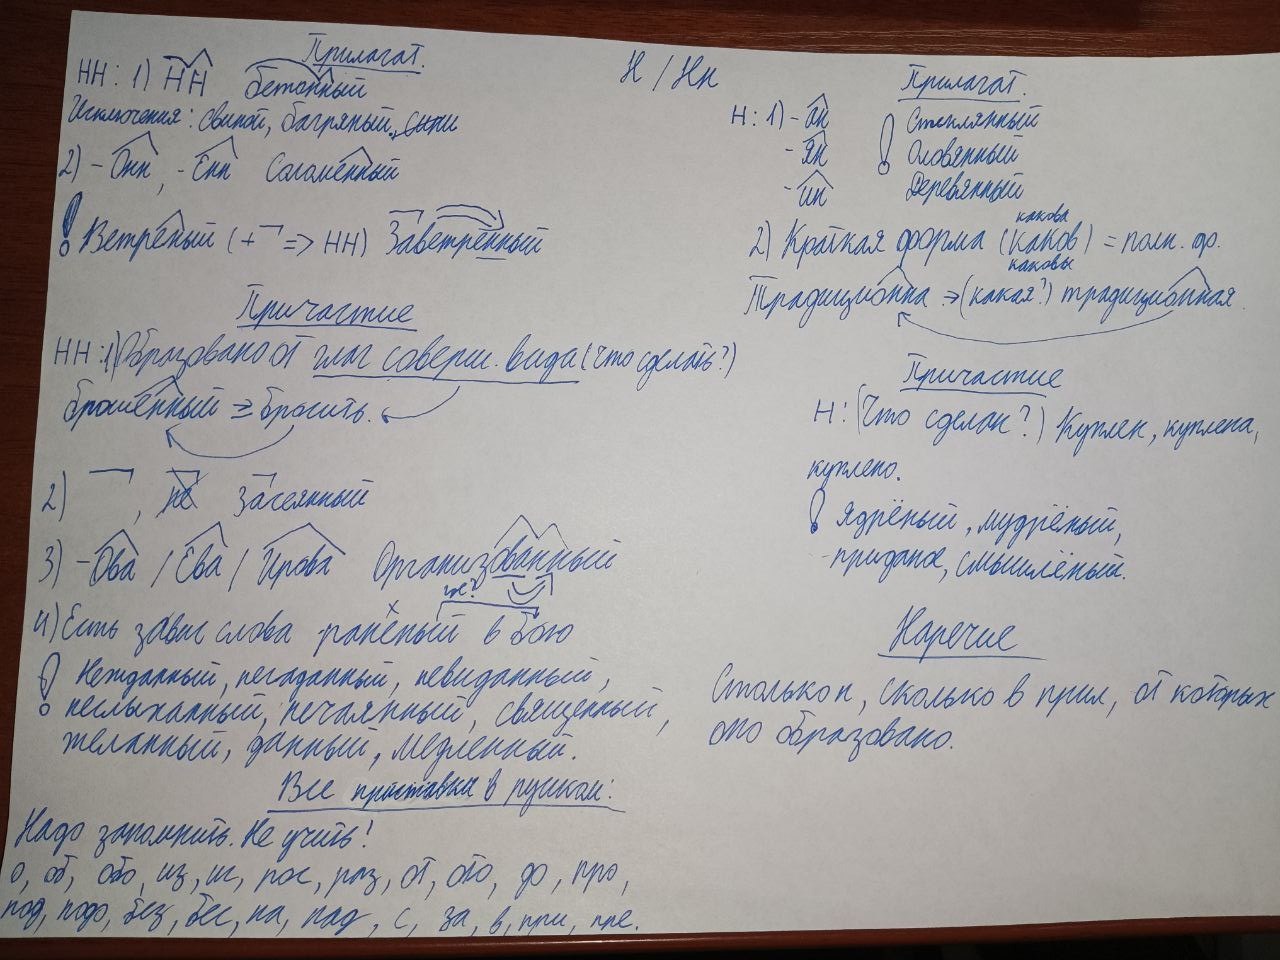 Н/Нн
Прилагат.
НН: 1) НН бетонный
Исключения: свиной, багряный,
2) -Онн, -Енн Соломенный
! Ветреный (+ ¬ => НН) Заветренный
Причастие
НН: 1) Образовано от глаг соверш. вида (что сделать?)
брошенный = бросить.
2) ¬, не Засеянный
3) -Ова / Ева / Ирова Организованный
где?
4) Есть завис слова - раненый в бою
! Нежданный, негаданный, невиданный,
неслыханный, нечаянный, священный,
желанный, данный, медленный.
Все приставки в русском:
Надо запомнить. Не учить!
о, об, обо, из, ис, рос, раз, от, ото, до, про,
под, подо, без, бес, на, над, с, за, в, при, пре.
Прилагат.
Н: 1) -ан ! Стеклянный
-ян Оловянный
-ин Деревянный
какова
2) Краткая форма (каков) = полн. ф.
каковы
Традиционна => (какая?) традиционная.
Причастие
Н: (Что сделан?) Куплен, куплена,
куплено.
! Ядрёный, мудрёный,
приданое, смышлёный.
Наречие
Столько н, сколько в прил, от которых
оно образовано.